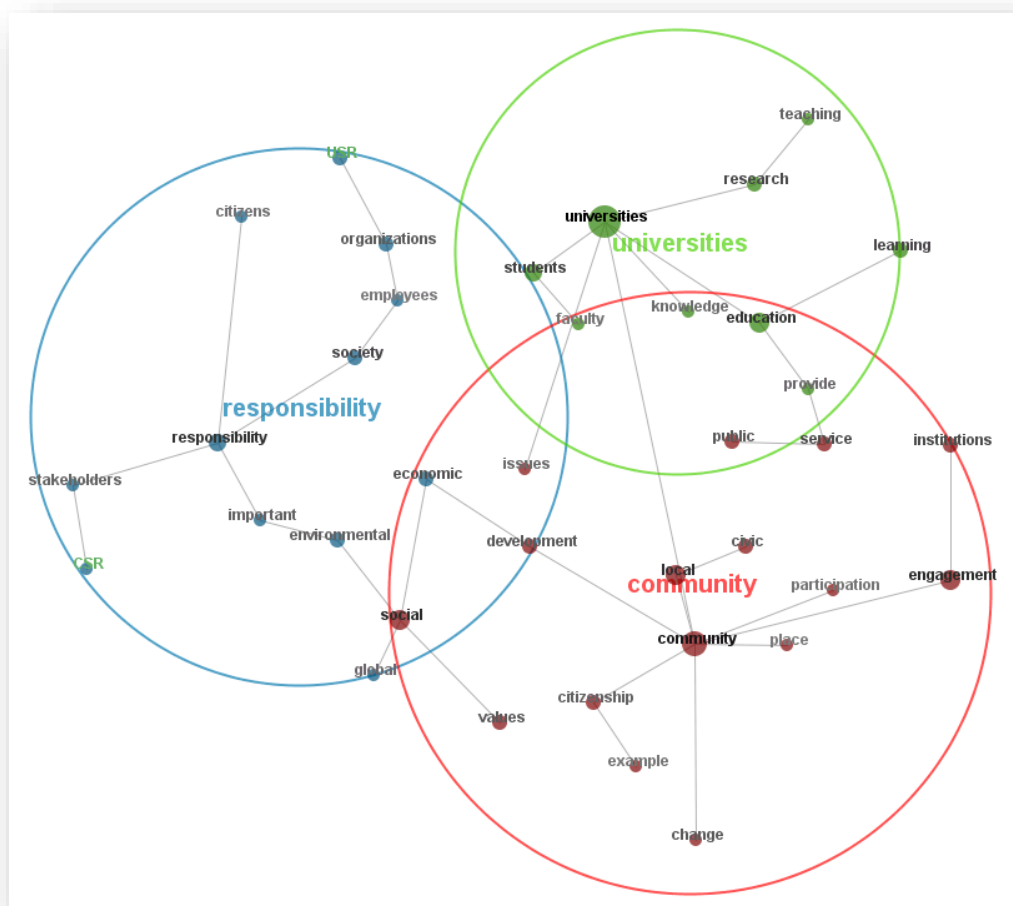 teaching
USR
research
citizens
universities
organizations
universities
learning
students
employees
knowledge
faculty
education
society
provide
responsibility
responsibility
public
service
institutions
issues
economic
stakeholders
important
environmental
development
civic
CSR
local
engagement
community
participation
social
community
place
global
citizenship
values
example
change